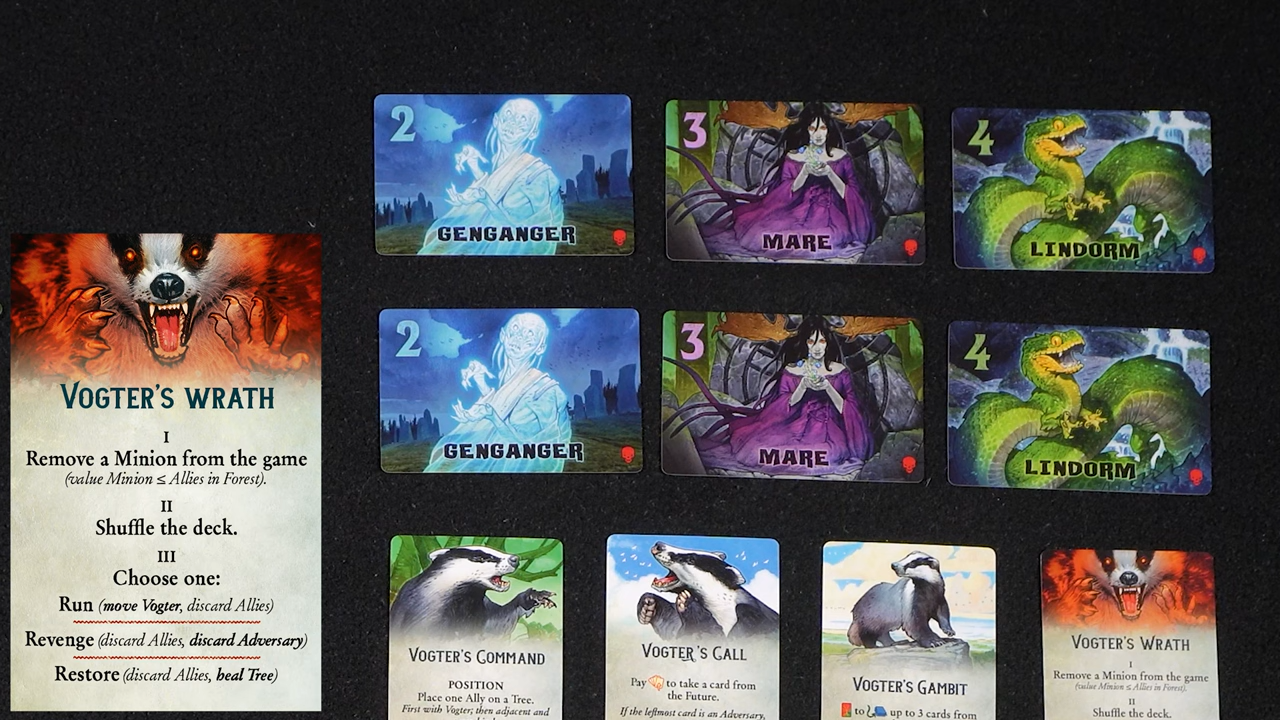 2
GENGANGER
3
MARE
4
LINDORM
2
GENGANGER
3
MARE
4
LINDORM
VOGTER'S WRATH
I
Remove a Minion from the game
(value Minion ≤ Allies in Forest).
II
Shuffle the deck.
III
Choose one:
Run (move Vogter, discard Allies)
Revenge (discard Allies, discard Adversary)
Restore (discard Allies, heal Tree)
VOGTER'S COMMAND
POSITION
Place one Ally on a Tree.
First with Vogter; then adjacent and
VOGTER'S CALL
Pay to take a card from
the Future.
If the leftmost card is an Adversary,
VOGTER'S GAMBIT
to up to 3 cards from
VOGTER'S WRATH
I
Remove a Minion from the game
(value Minion ≤ Allies in Forest).
II
Shuffle the deck.